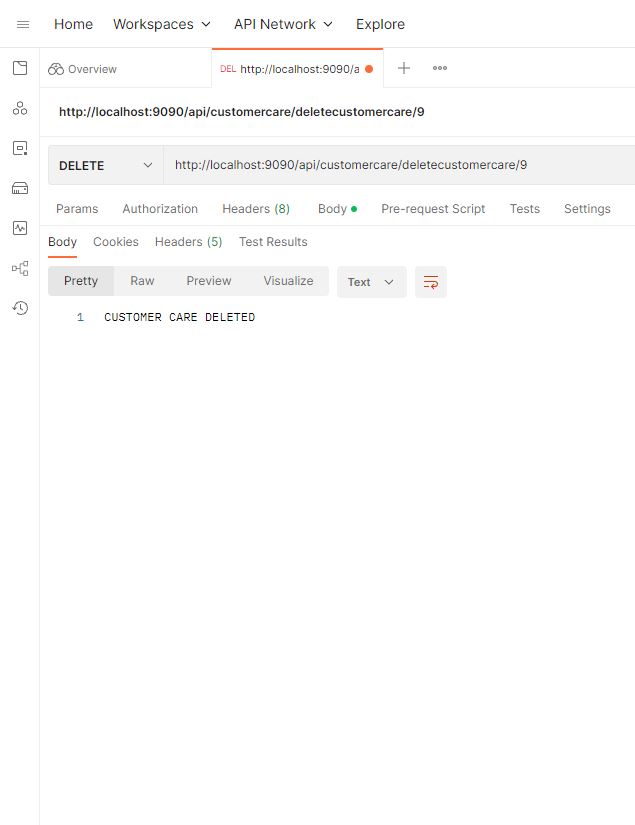 Home Workspaces API Network Explore
Overview DEL http://localhost:9090/a
http://localhost:9090/api/customercare/deletecustomercare/9
DELETE http://localhost:9090/api/customercare/deletecustomercare/9
Params Authorization Headers (8) Body Pre-request Script Tests Settings
Body Cookies Headers (5) Test Results
Pretty Raw Preview Visualize Text
1 CUSTOMER CARE DELETED